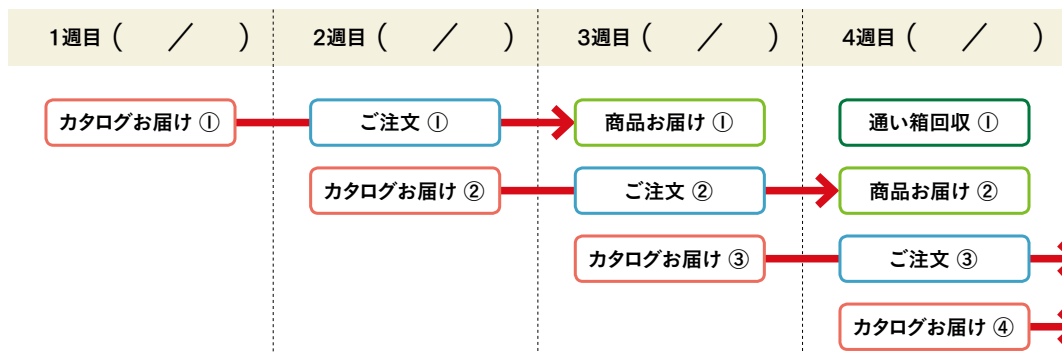 1週目（　／　） 2週目（　／　） 3週目（　／　） 4週目（　／　）
カタログお届け ① ご注文 ① 商品お届け ① 通い箱回収 ①
カタログお届け ② ご注文 ② 商品お届け ②
カタログお届け ③ ご注文 ③
カタログお届け ④